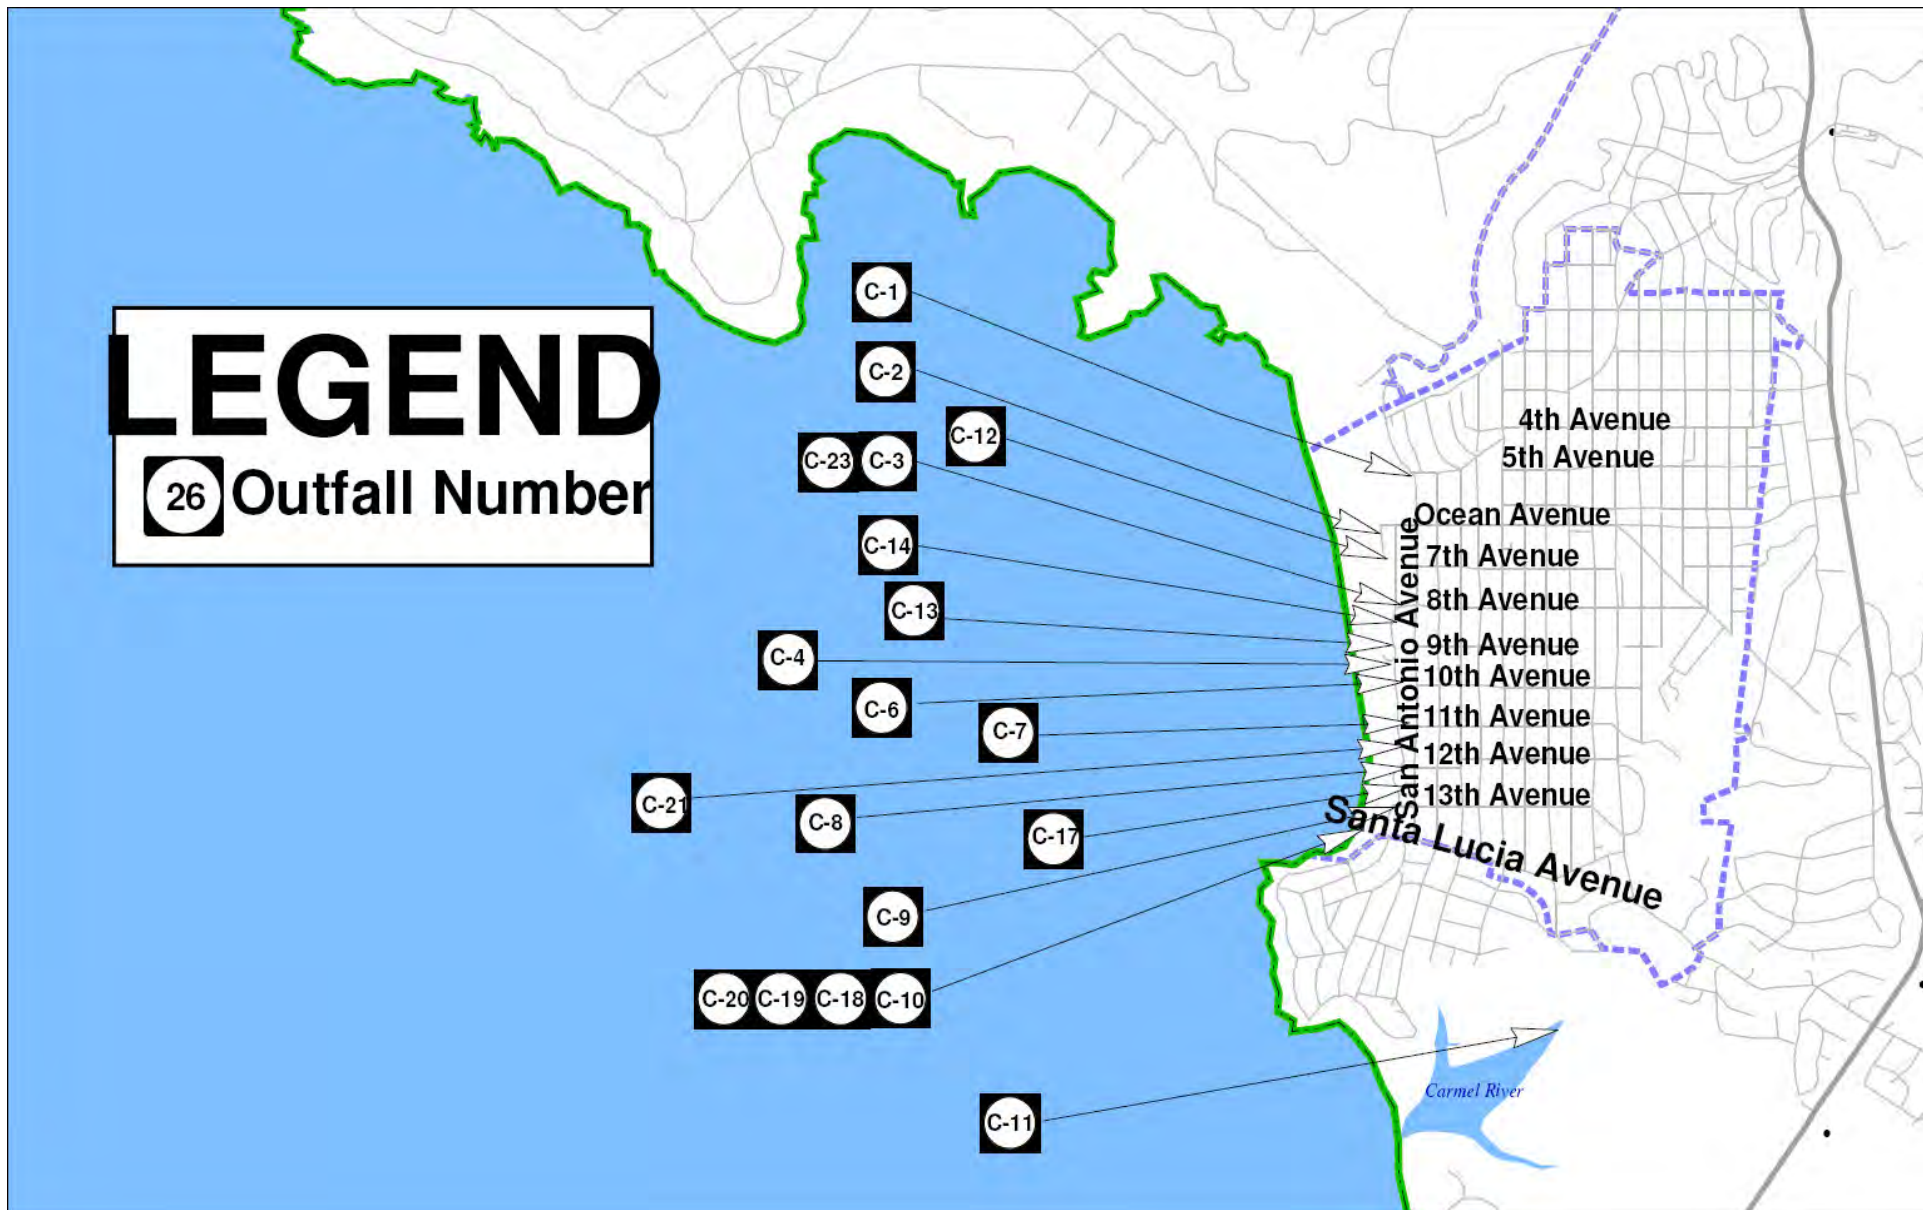 C-1
LEGEND
C-2
4th Avenue
C-12
C-23 C-3
5th Avenue
26 Outfall Number
Ocean Avenue
C-14
7th Avenue
San Antonio Avenue
8th Avenue
C-13
9th Avenue
C-4
10th Avenue
C-6
11th Avenue
C-7
12th Avenue
C-21
13th Avenue
C-8
C-17
Santa Lucia Avenue
C-9
C-20 C-19 C-18 C-10
Carmel River
C-11